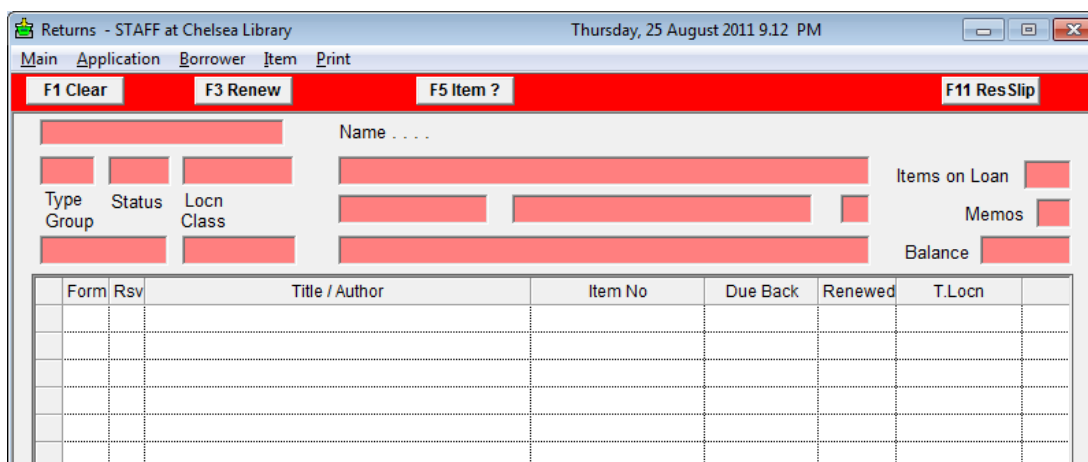 Returns - STAFF at Chelsea Library Thursday, 25 August 2011 9.12 PM
Main Application Borrower Item Print
F1 Clear F3 Renew F5 Item ? F11 ResSlip
Name . . . .
Items on Loan
Type Status Locn
Group Class Memos
Balance
Form Rsv Title / Author Item No Due Back Renewed T.Locn